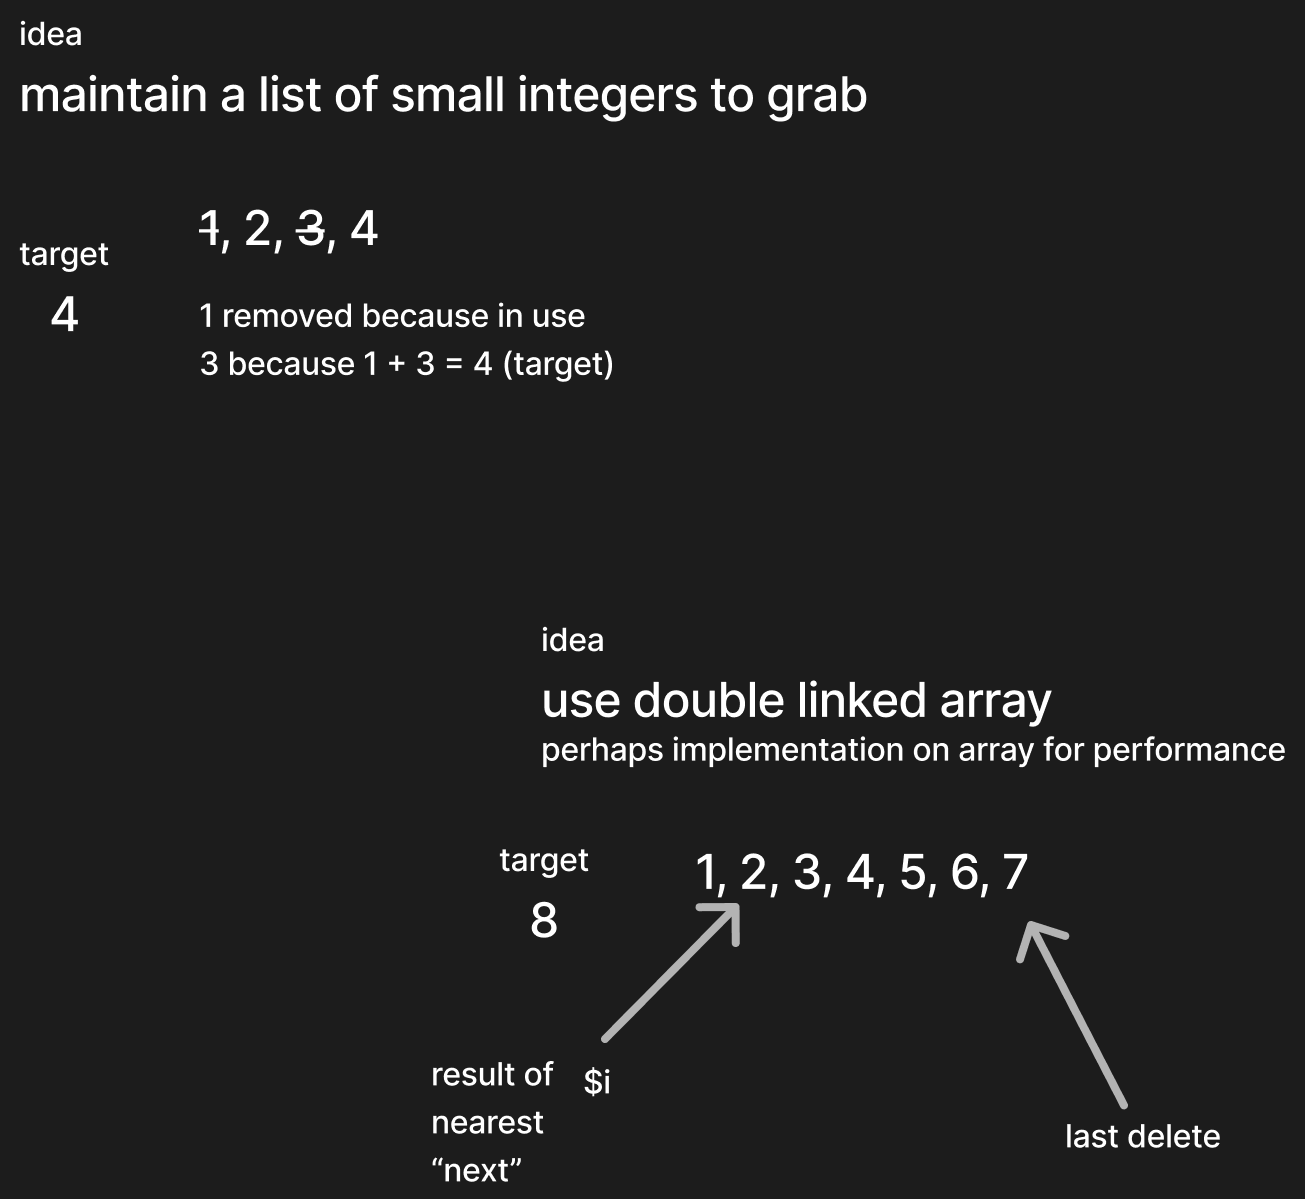 idea
maintain a list of small integers to grab
1, 2, 3, 4
target
4
1 removed because in use
3 because 1 + 3 = 4 (target)
idea
use double linked array
perhaps implementation on array for performance
target
8
1, 2, 3, 4, 5, 6, 7
result of
nearest
“next”
$i
last delete